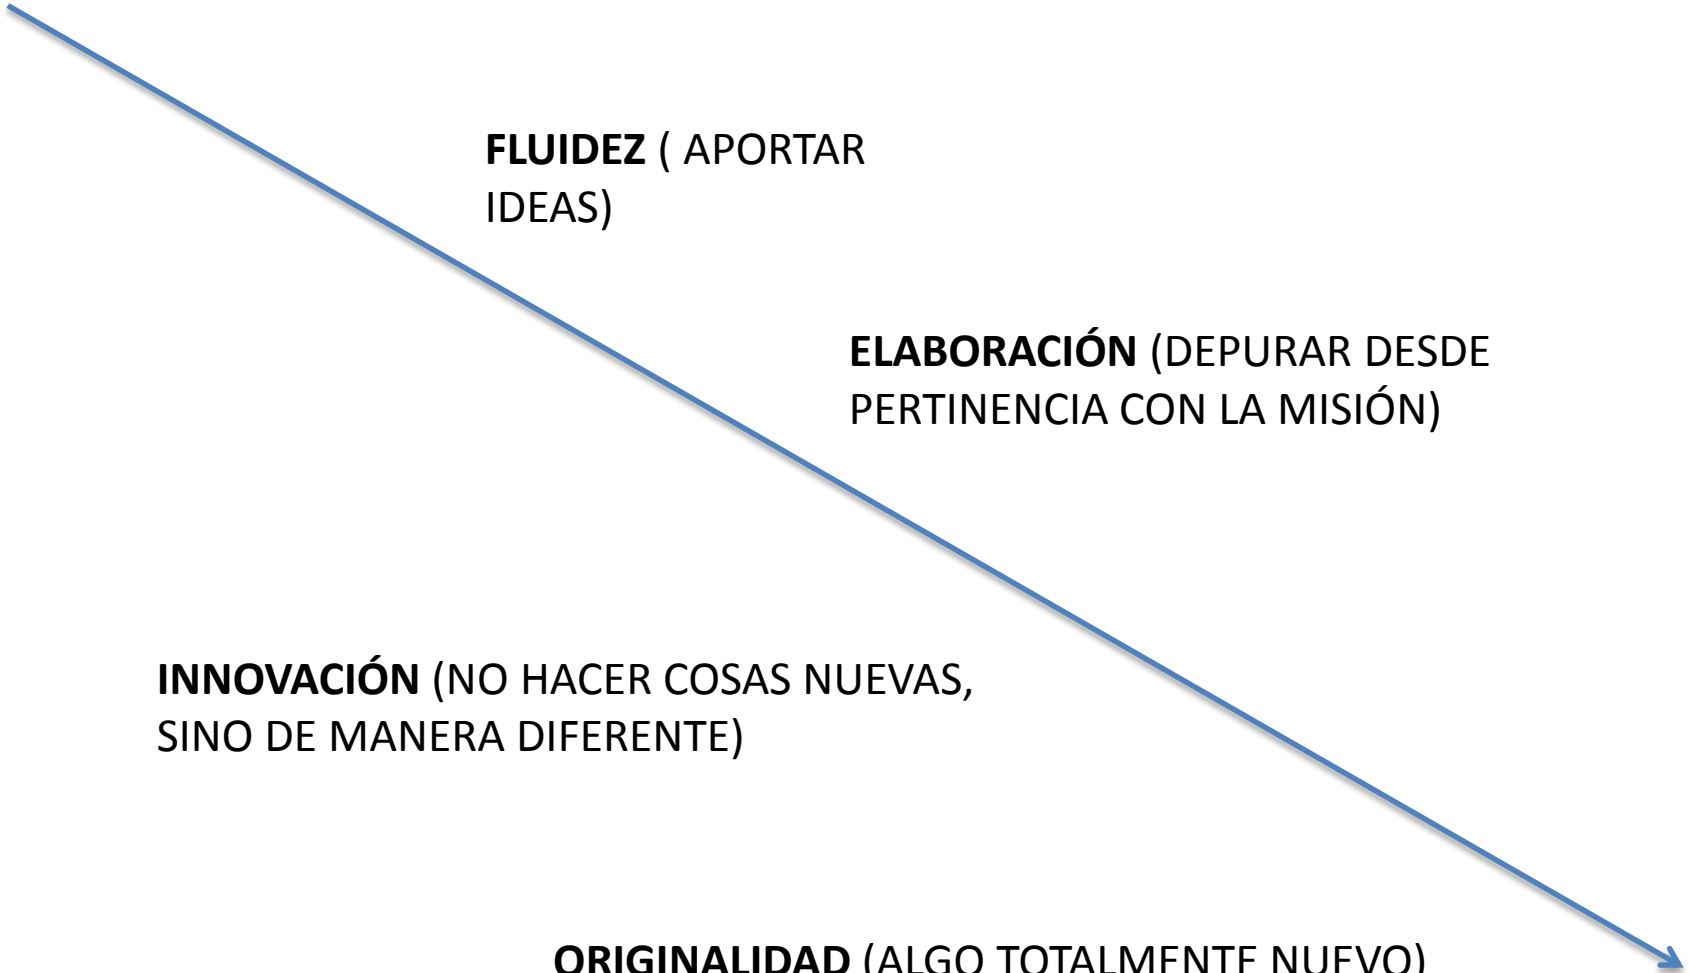 FLUIDEZ ( APORTAR
IDEAS)
ELABORACIÓN (DEPURAR DESDE
PERTINENCIA CON LA MISIÓN)
INNOVACIÓN (NO HACER COSAS NUEVAS,
SINO DE MANERA DIFERENTE)
ORIGINALIDAD (ALGO TOTALMENTE NUEVO)